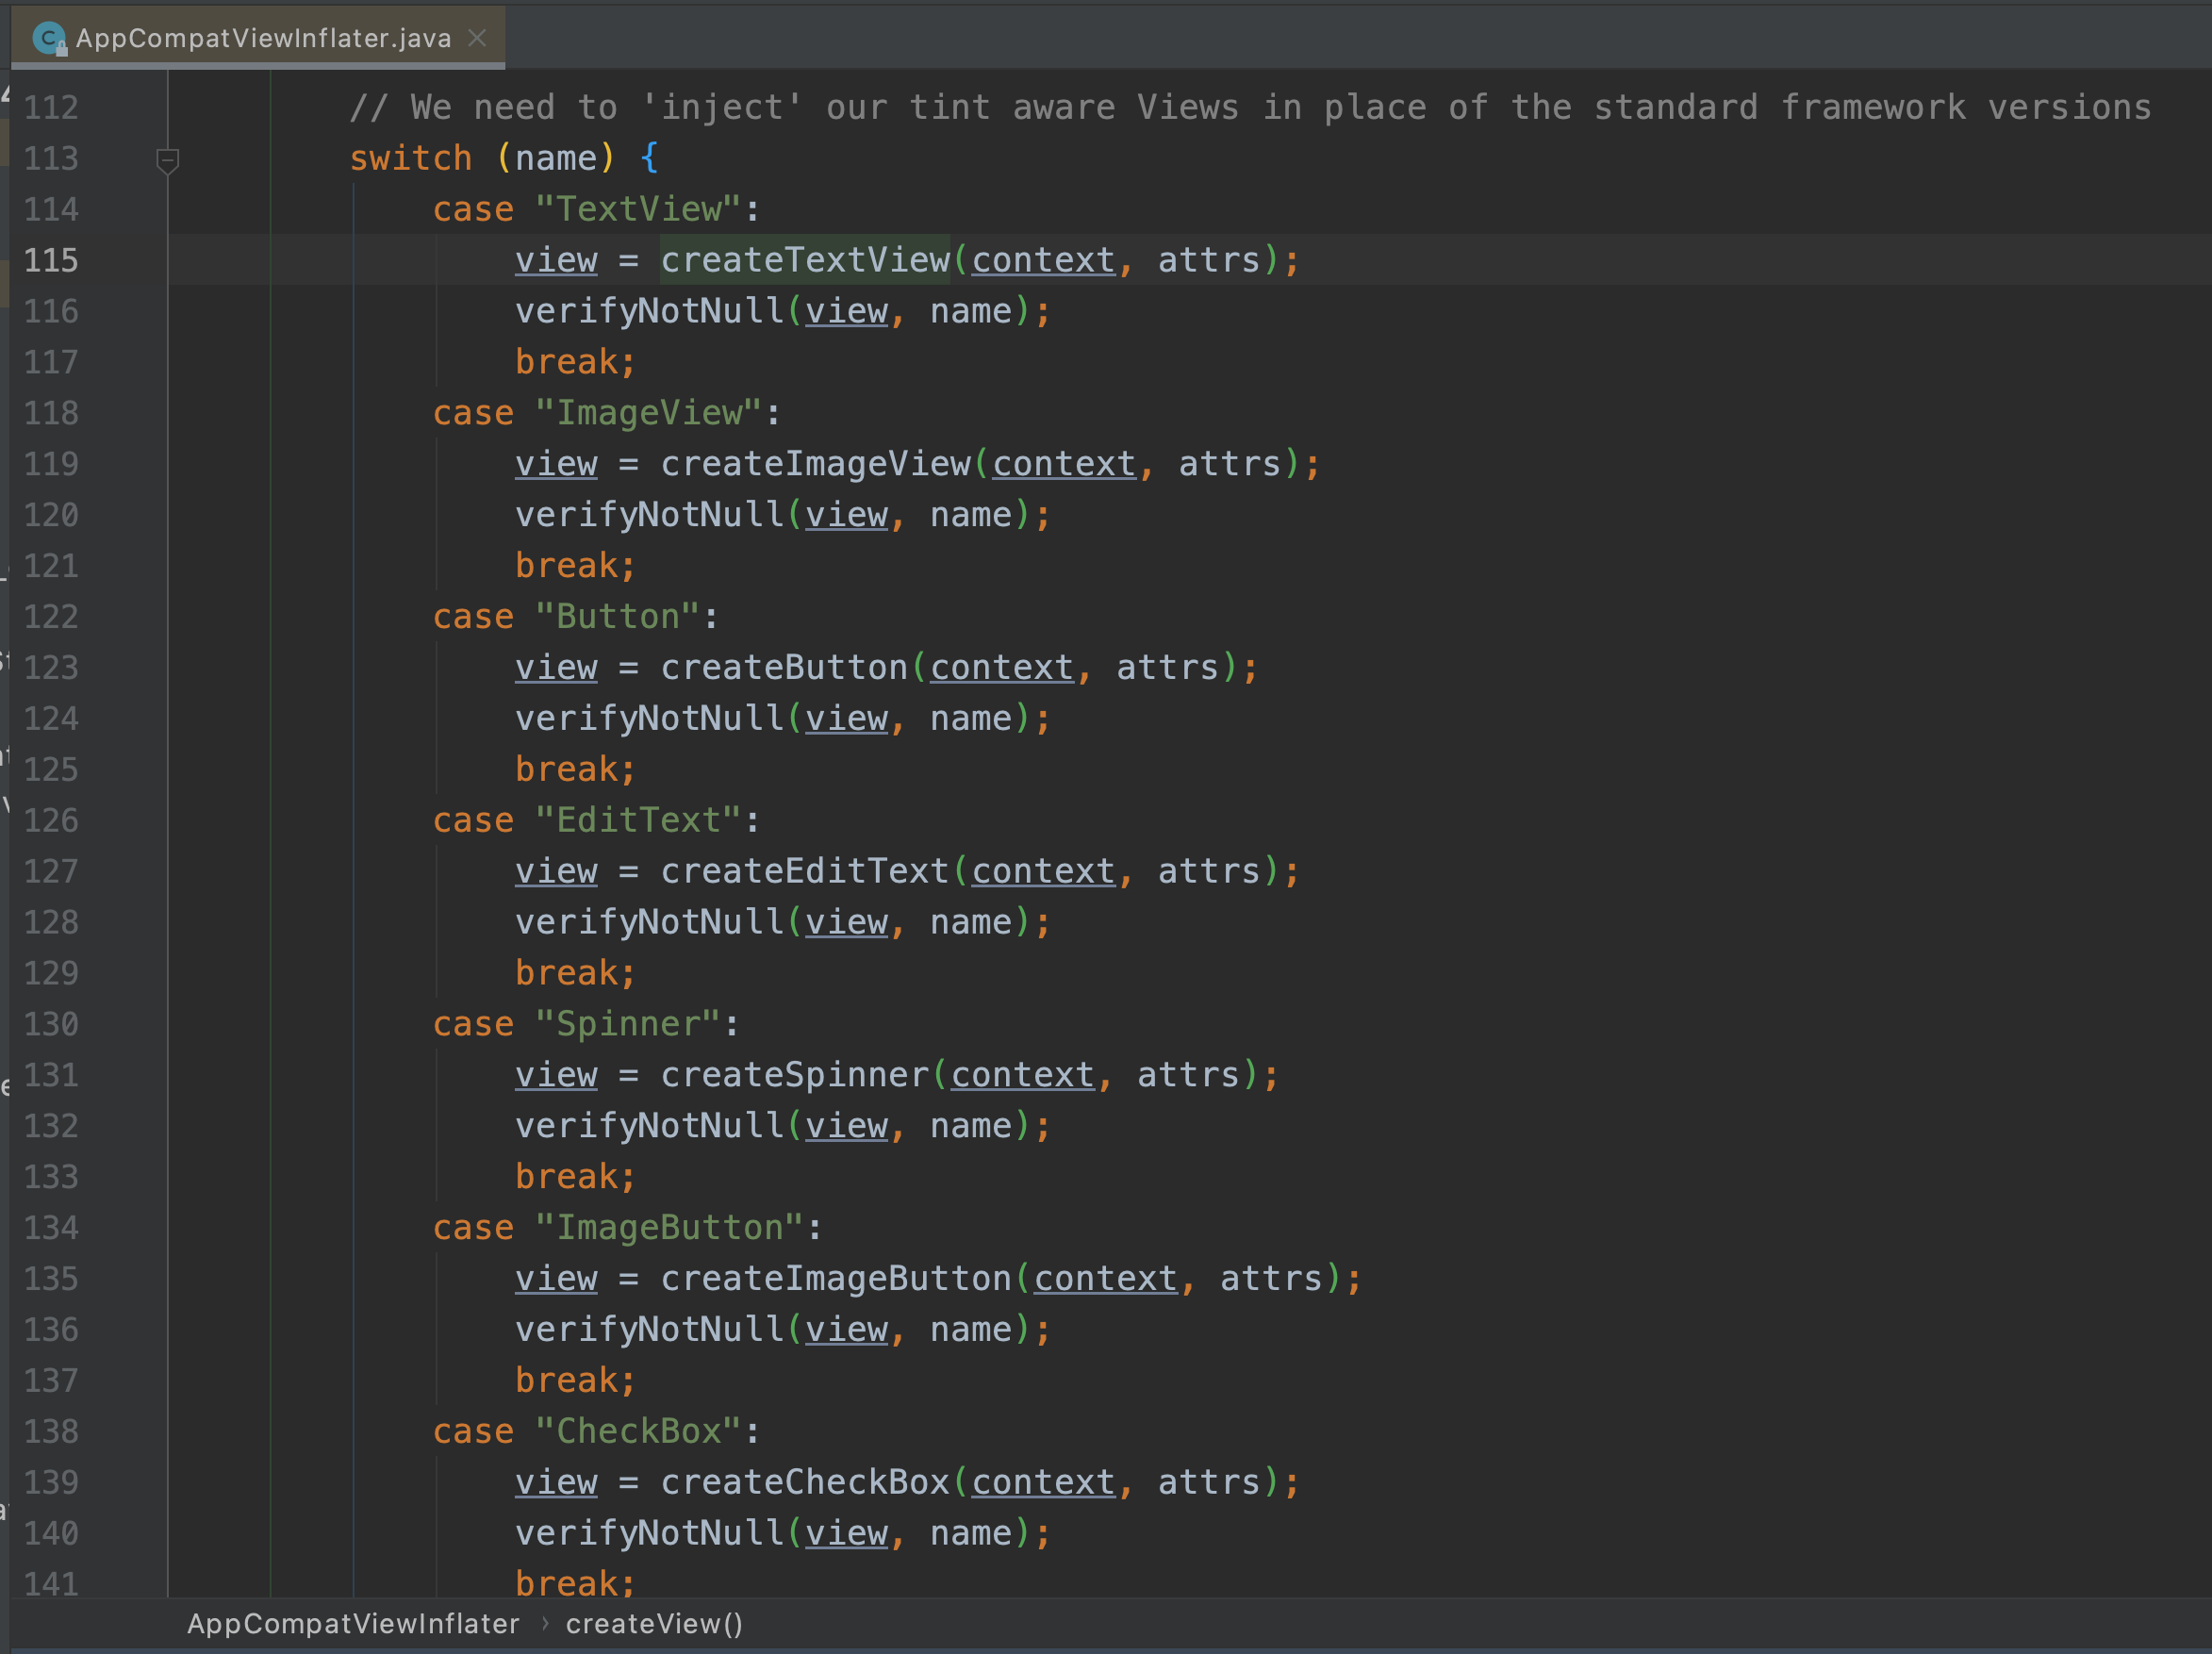 AppCompatViewInflater.java
112 // We need to 'inject' our tint aware Views in place of the standard framework versions
113 switch (name) {
114 case "TextView":
115 view = createTextView(context, attrs);
116 verifyNotNull(view, name);
117 break;
118 case "ImageView":
119 view = createImageView(context, attrs);
120 verifyNotNull(view, name);
121 break;
122 case "Button":
123 view = createButton(context, attrs);
124 verifyNotNull(view, name);
125 break;
126 case "EditText":
127 view = createEditText(context, attrs);
128 verifyNotNull(view, name);
129 break;
130 case "Spinner":
131 view = createSpinner(context, attrs);
132 verifyNotNull(view, name);
133 break;
134 case "ImageButton":
135 view = createImageButton(context, attrs);
136 verifyNotNull(view, name);
137 break;
138 case "CheckBox":
139 view = createCheckBox(context, attrs);
140 verifyNotNull(view, name);
141 break;
AppCompatViewInflater › createView()